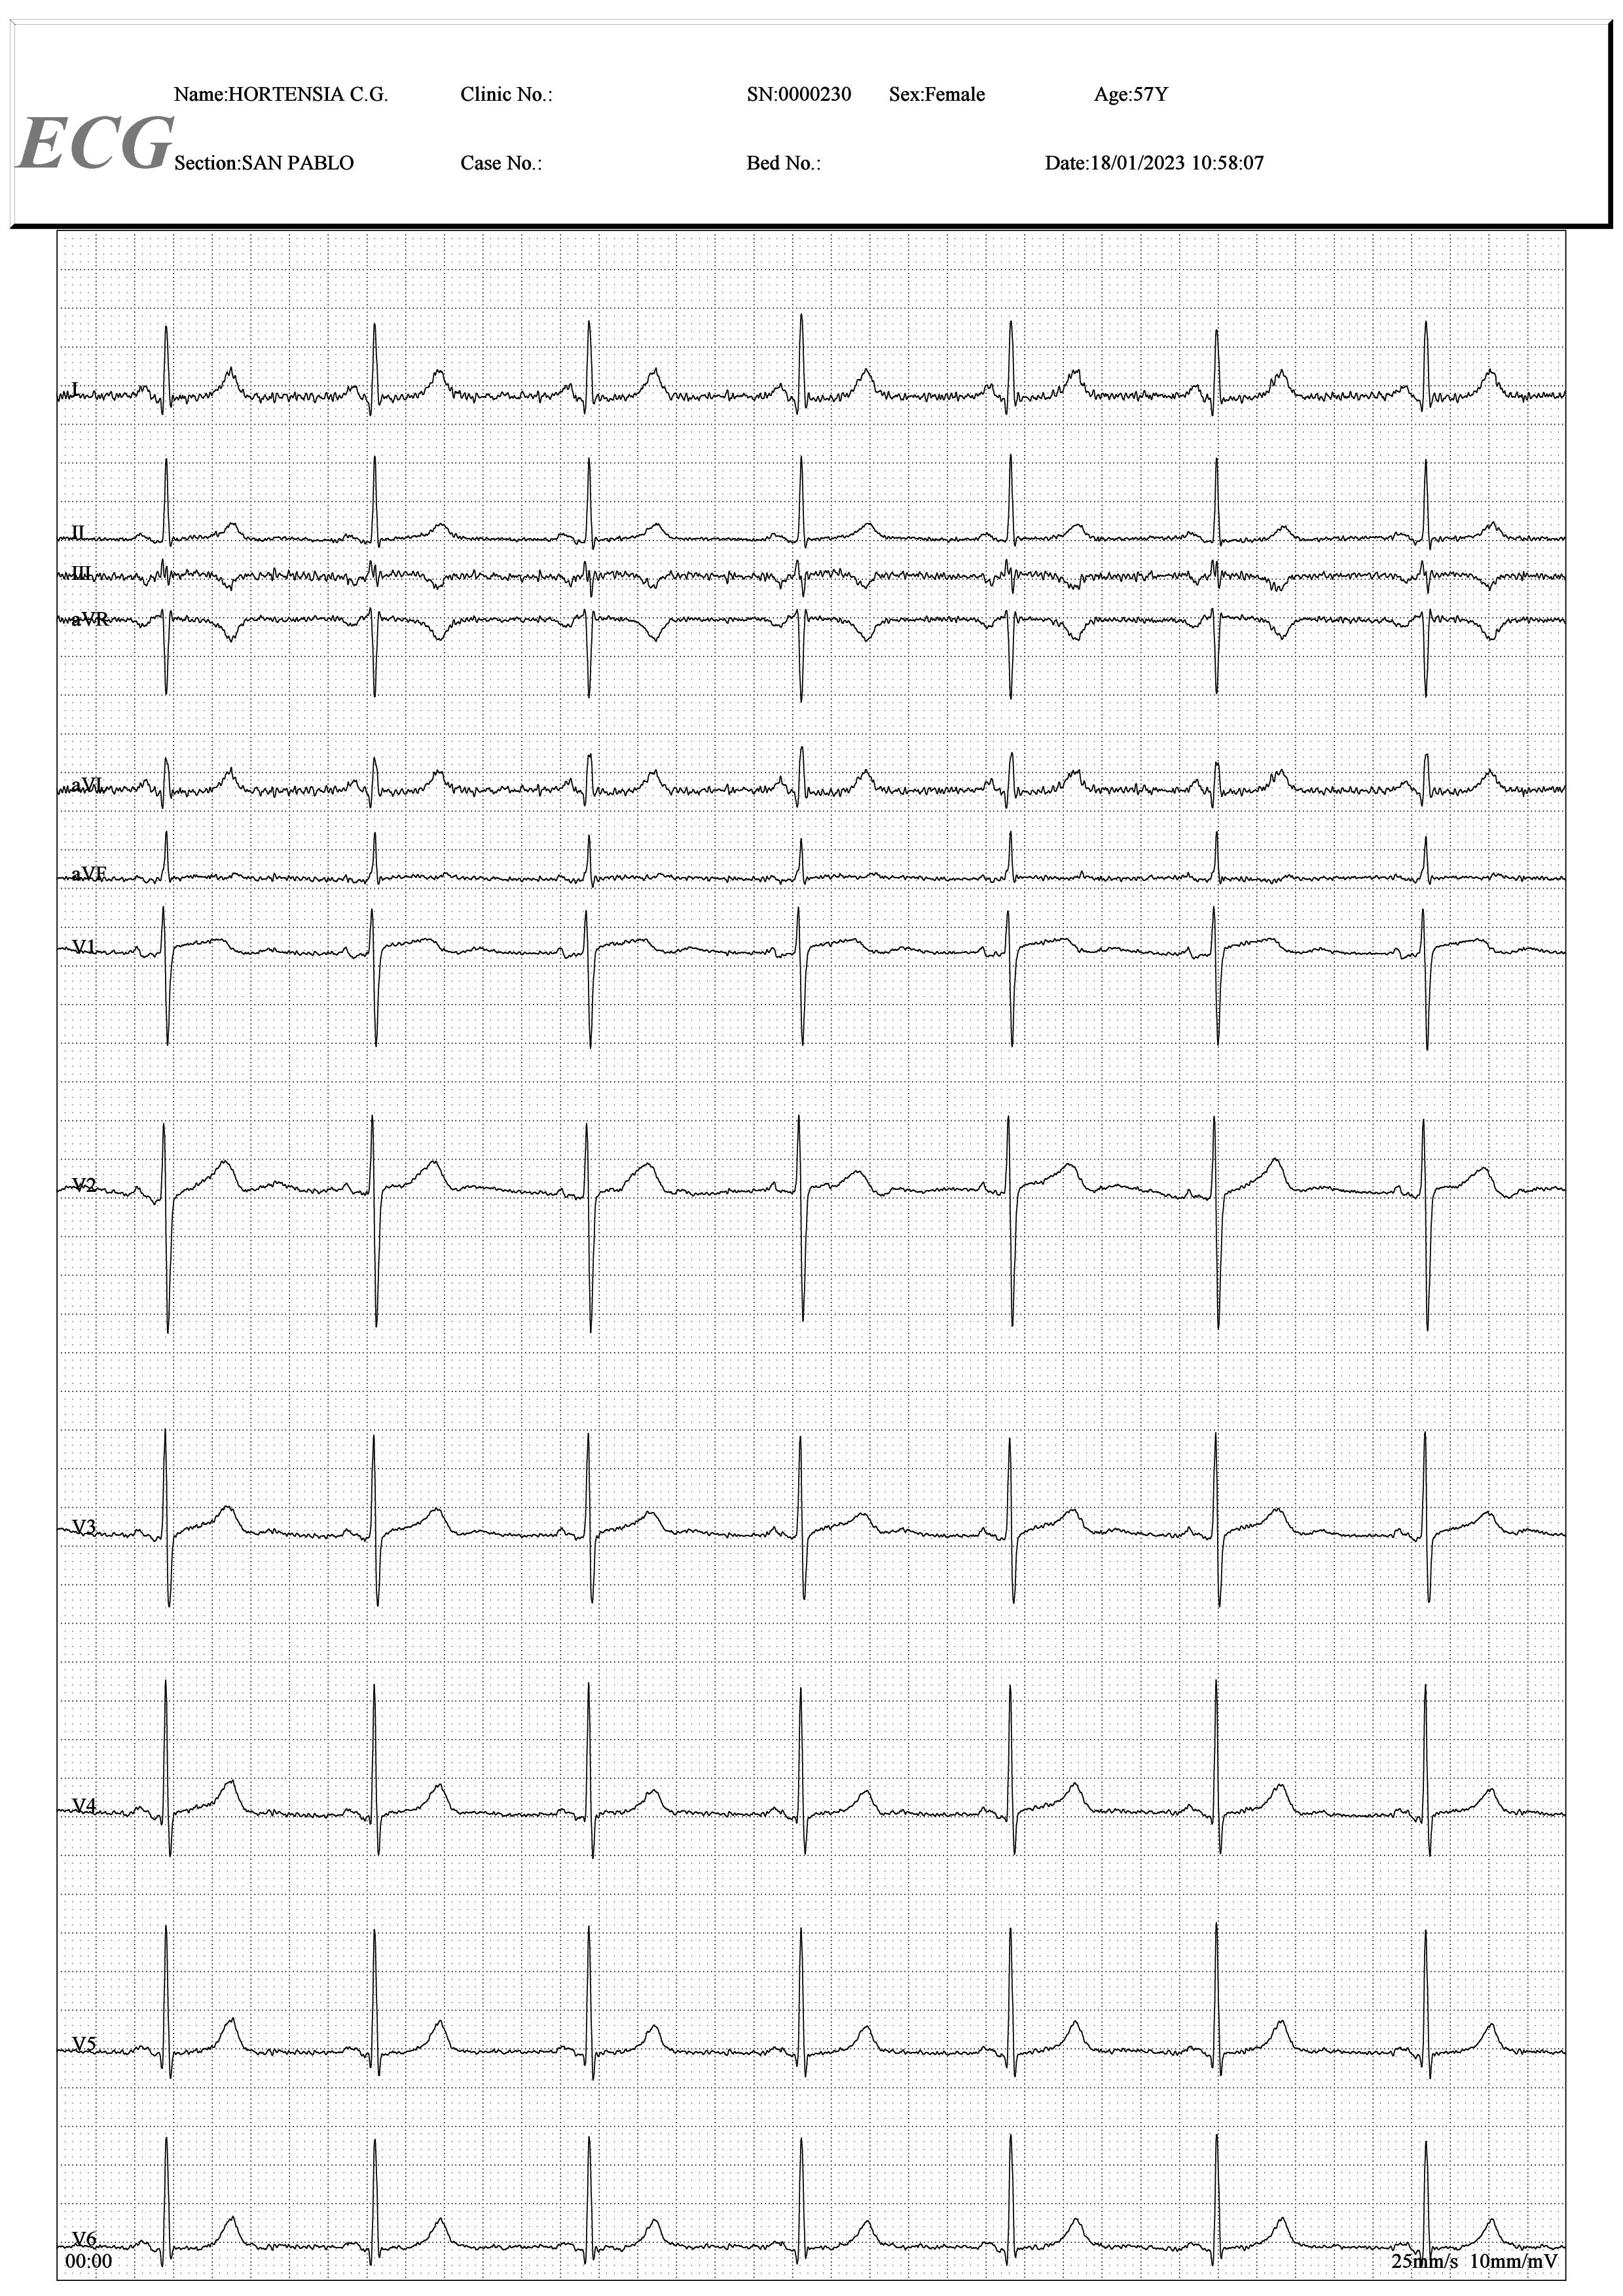 Name:HORTENSIA C.G. Clinic No.: SN:0000230 Sex:Female Age:57Y
ECG
Section:SAN PABLO Case No.: Bed No.: Date:18/01/2023 10:58:07
I
II
III
aVR
aVL
aVF
V1
V2
V3
V4
V5
V6
00:00 25mm/s 10mm/mV